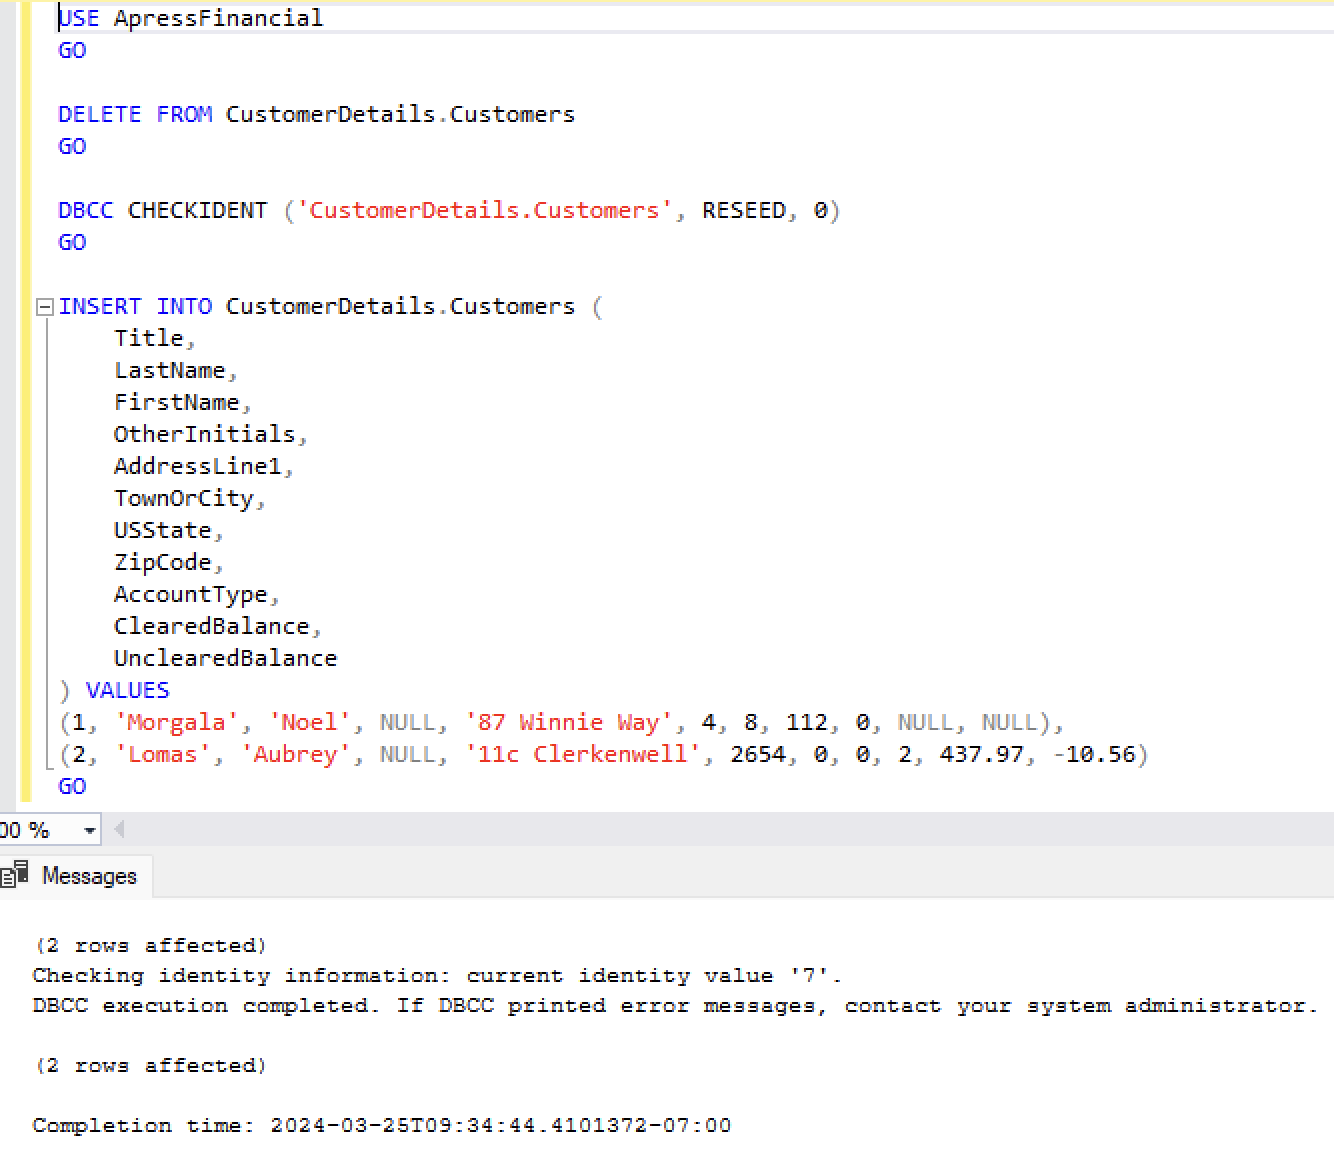 USE ApressFinancial
GO
DELETE FROM CustomerDetails.Customers
GO
DBCC CHECKIDENT ('CustomerDetails.Customers', RESEED, 0)
GO
INSERT INTO CustomerDetails.Customers (
Title,
LastName,
FirstName,
OtherInitials,
AddressLine1,
TownOrCity,
USState,
ZipCode,
AccountType,
ClearedBalance,
UnclearedBalance
) VALUES
(1, 'Morgala', 'Noel', NULL, '87 Winnie Way', 4, 8, 112, 0, NULL, NULL),
(2, 'Lomas', 'Aubrey', NULL, '11c Clerkenwell', 2654, 0, 0, 2, 437.97, -10.56)
GO
00 %
Messages
(2 rows affected)
Checking identity information: current identity value '7'.
DBCC execution completed. If DBCC printed error messages, contact your system administrator.
(2 rows affected)
Completion time: 2024-03-25T09:34:44.4101372-07:00